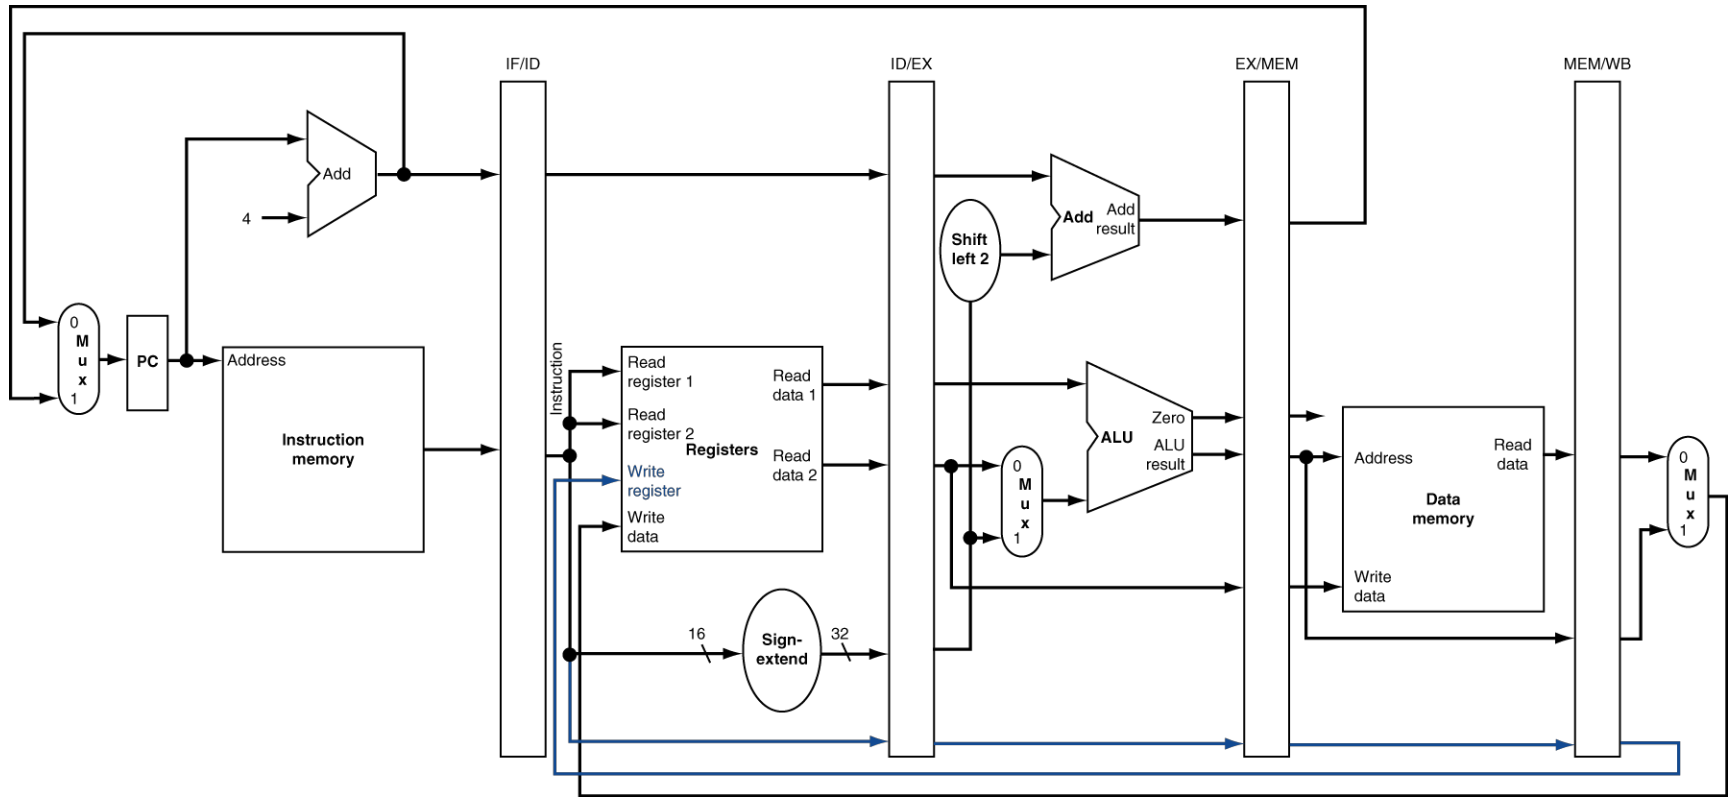 IF/ID
ID/EX
EX/MEM
MEM/WB
Add
4
Shift
left 2
Add
Add
result
0
M
u
x
1
PC
Address
Instruction
memory
Instruction
Read
register 1
Read
register 2
Registers
Write
register
Write
data
Read
data 1
Read
data 2
16
Sign-
extend
32
0
M
u
x
1
Zero
ALU
ALU
result
Address
Read
data
Data
memory
Write
data
0
M
u
x
1